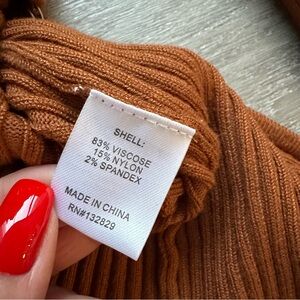 SHELL:
83% VISCOSE
15% NYLON
2% SPANDEX
MADE IN CHINA
RN#132829